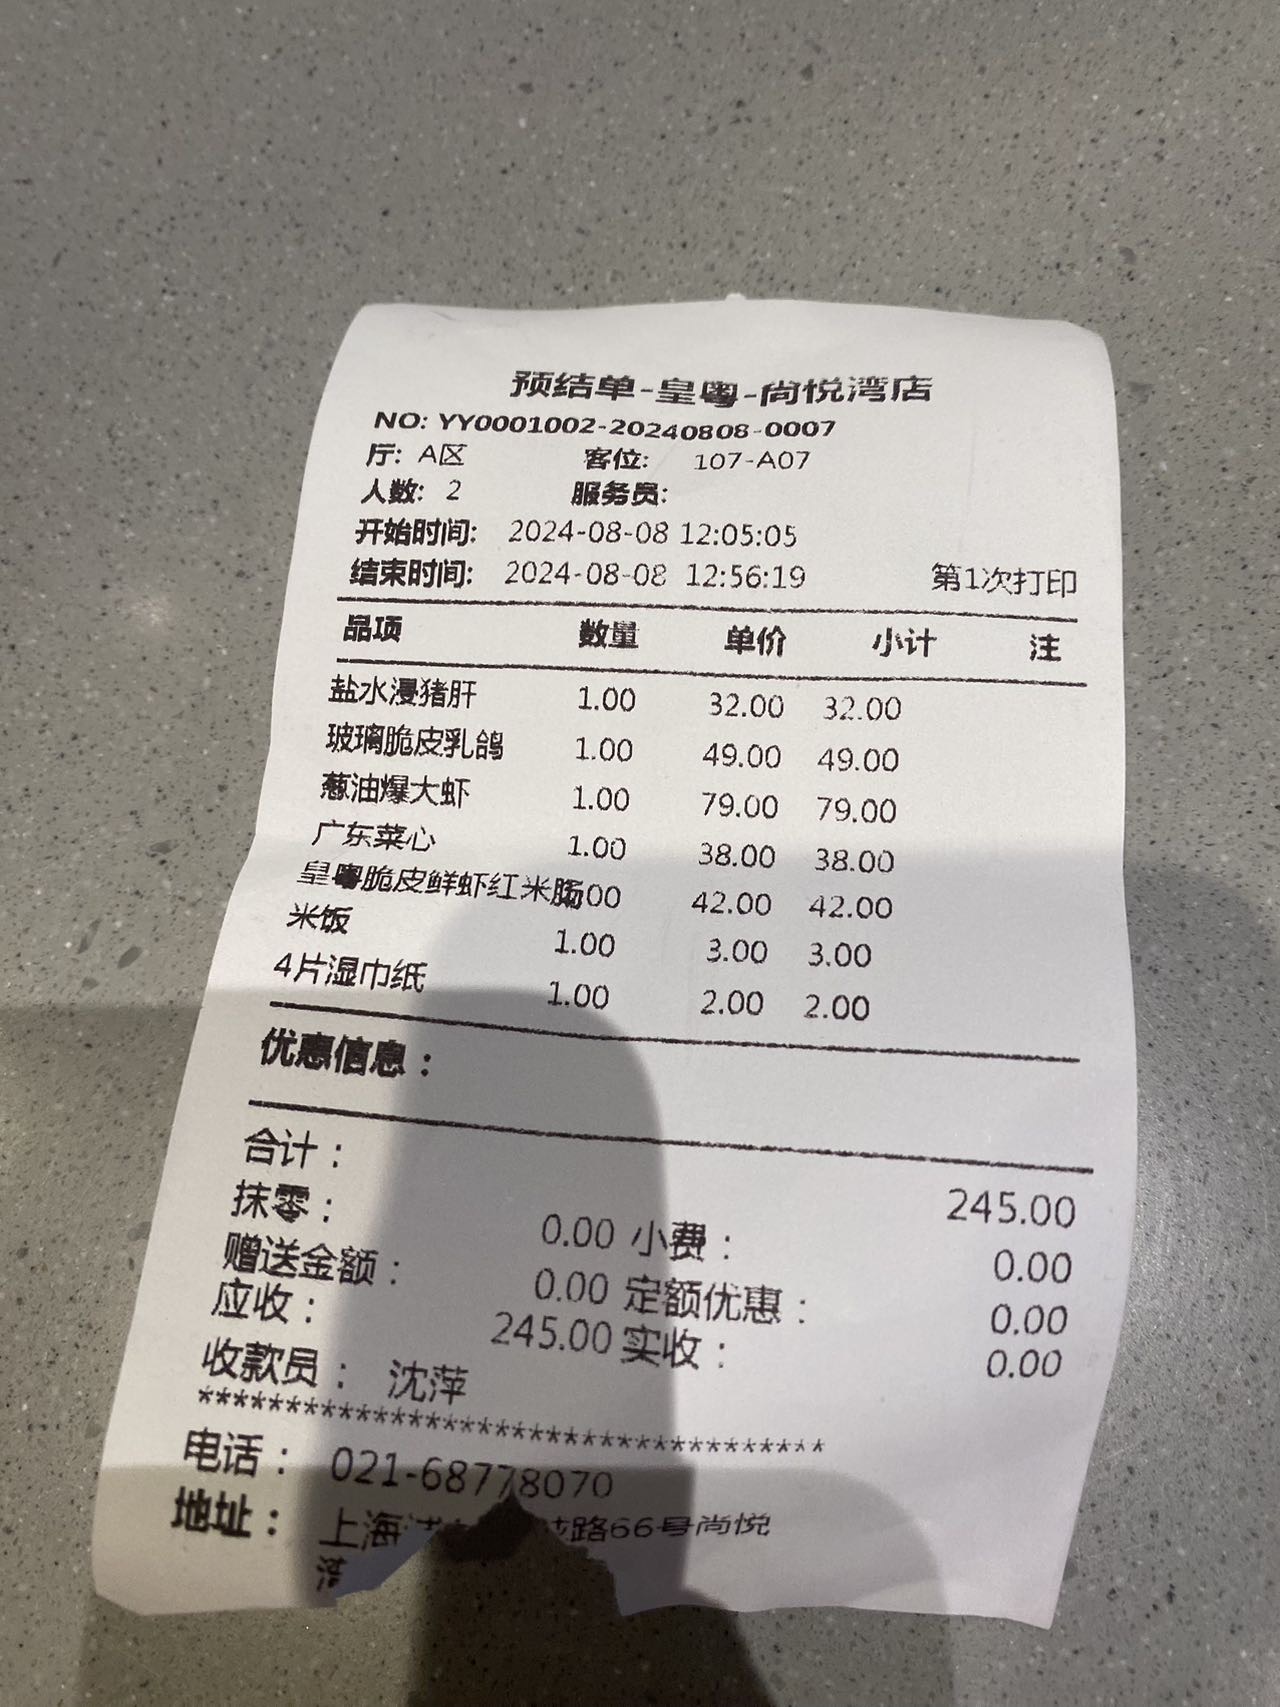 预结单-皇粤-尚悦湾店
NO: YY0001002-20240808-0007
厅: A区 客位: 107-A07
人数: 2 服务员:
开始时间: 2024-08-08 12:05:05
结束时间: 2024-08-08 12:56:19 第1次打印
品项 数量 单价 小计 注
盐水浸猪肝 1.00 32.00 32.00
玻璃脆皮乳鸽 1.00 49.00 49.00
葱油爆大虾 1.00 79.00 79.00
广东菜心 1.00 38.00 38.00
皇粤脆皮鲜虾红米肠 .00 42.00 42.00
米饭 1.00 3.00 3.00
4片湿巾纸 1.00 2.00 2.00
优惠信息：
合计： 245.00
抹零： 0.00 小费： 0.00
赠送金额： 0.00 定额优惠： 0.00
应收： 245.00 实收： 0.00
收款员： 沈萍
************************************
电话： 021-68778070
地址： 上海 路66号尚悦